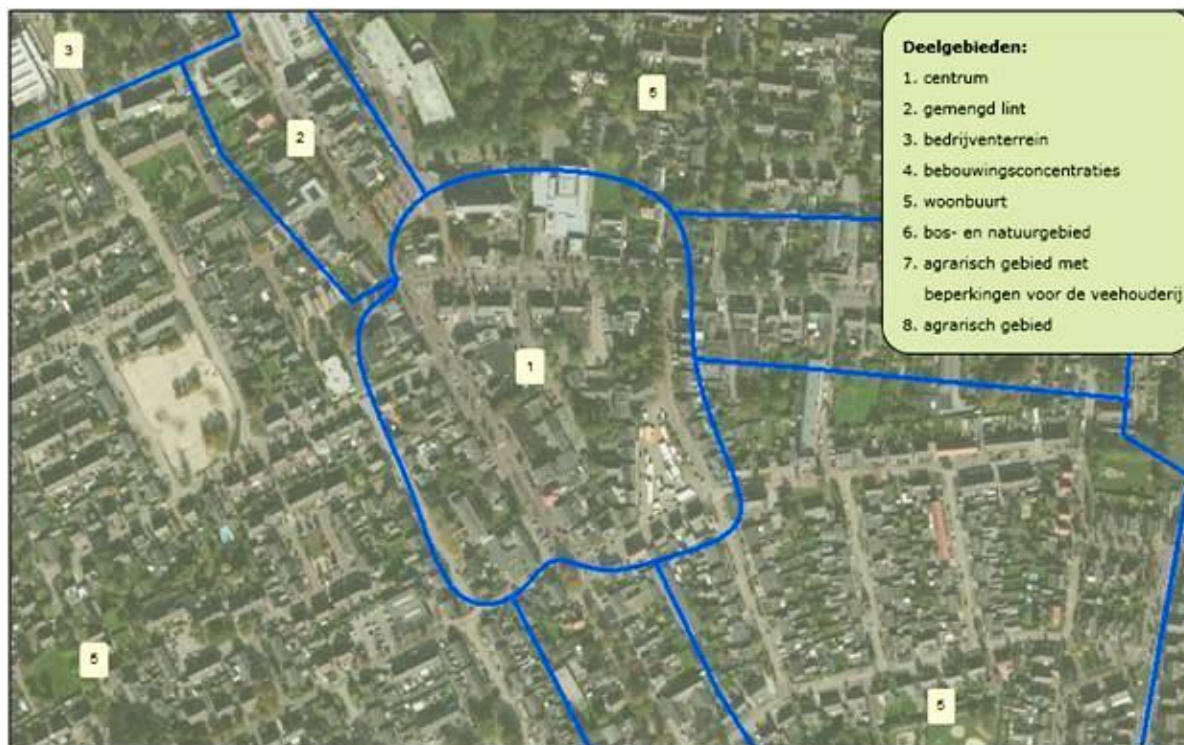 Deelgebieden:
1. centrum
2. gemengd lint
3. bedrijventerrein
4. bebouwingsconcentraties
5. woonbuurt
6. bos- en natuurgebied
7. agrarisch gebied met
beperkingen voor de veehouderij
8. agrarisch gebied
3
5
2
1
5
5